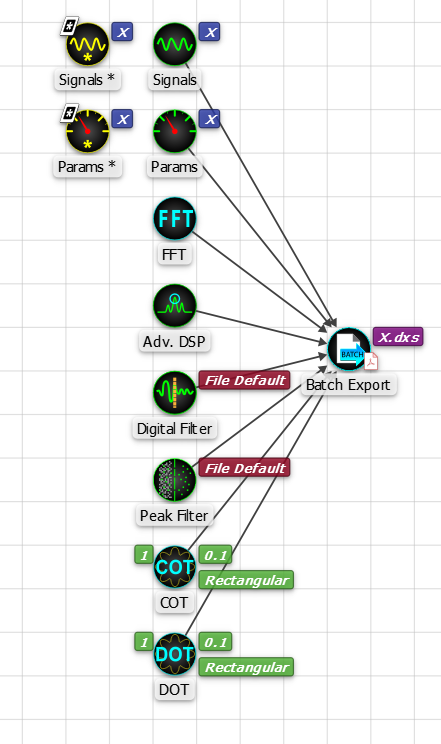 * X X
Signals * Signals
* X X
Params * Params
FFT
FFT
Adv. DSP
X.dxs
BATCH
Batch Export
File Default
Digital Filter
File Default
Peak Filter
1 COT 0.1
Rectangular
COT
1 DOT 0.1
Rectangular
DOT